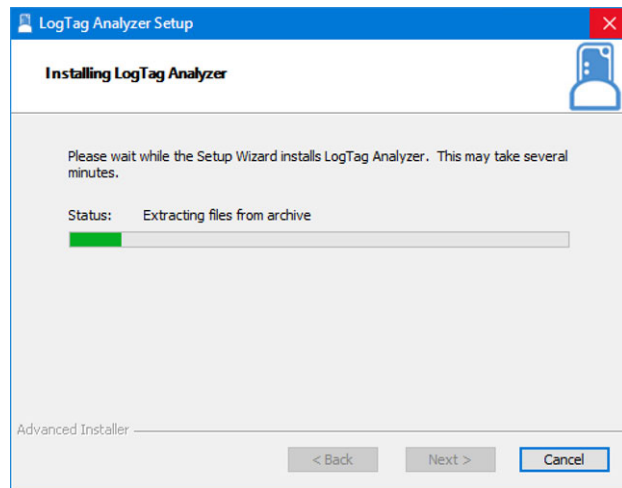 LogTag Analyzer Setup
Installing LogTag Analyzer
Please wait while the Setup Wizard installs LogTag Analyzer. This may take several
minutes.
Status: Extracting files from archive
Advanced Installer
< Back Next > Cancel